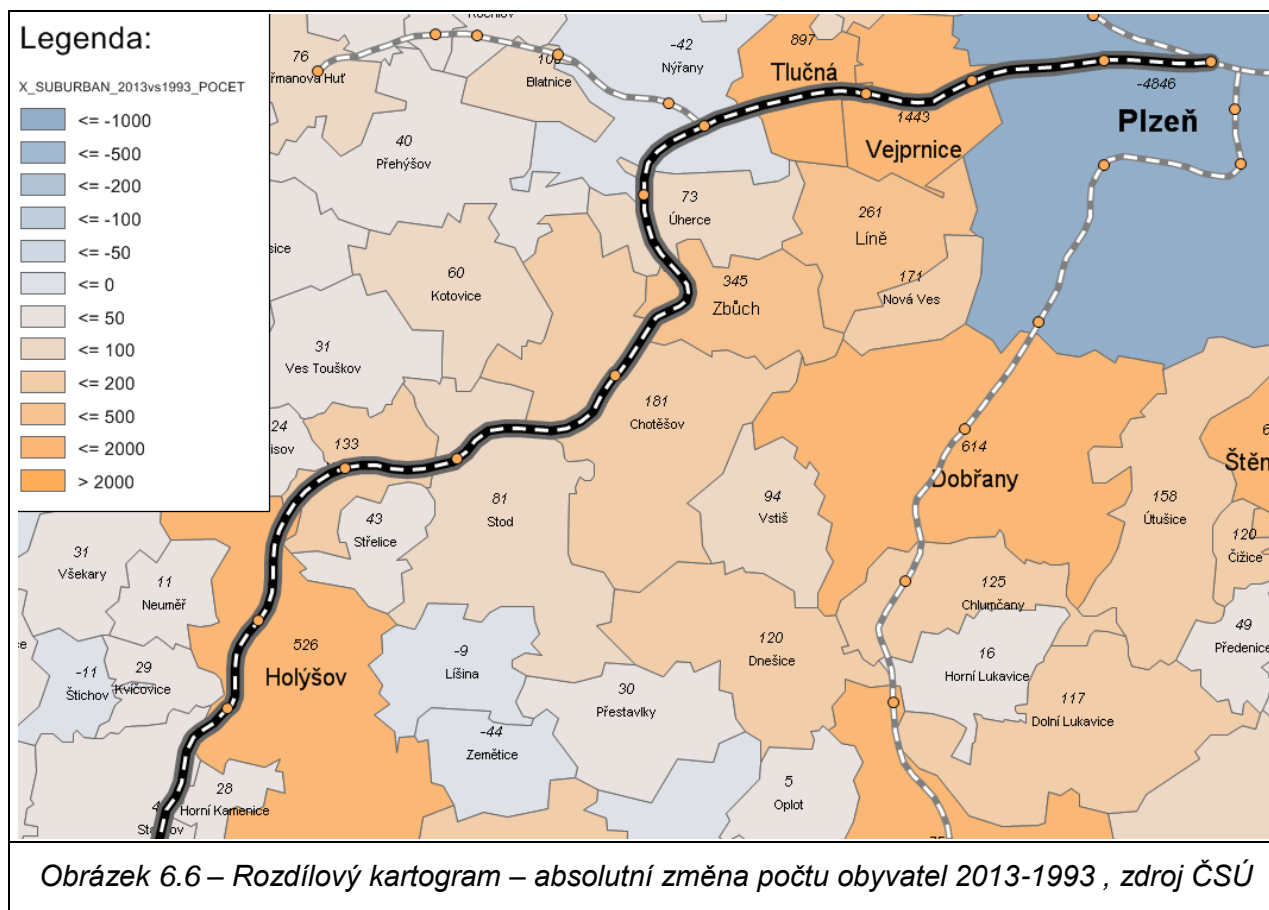 Legenda:
X_SUBURBAN_2013vs1993_POCET
<= -1000
<= -500
<= -200
<= -100
<= -50
<= 0
<= 50
<= 100
<= 200
<= 500
<= 2000
> 2000
76
Blatnice
-42
Nýřany
897
Tlučná
-4846
Plzeň
1443
Vejprnice
40
Přehýšov
73
Úherce
261
Líně
171
Nová Ves
60
Kotovice
345
Zbůch
31
Ves Touškov
181
Chotěšov
614
Dobřany
24
133
81
Stod
94
Vstiš
158
Útušice
43
Střelice
120
Čižice
31
Všekary
11
Neuměř
125
Chlumčany
49
Předenice
526
Holýšov
-9
Líšina
120
Dnešice
16
Horní Lukavice
-11
Štichov
29
Kvíčovice
30
Přestavlky
117
Dolní Lukavice
-44
Zemětice
28
Horní Kamenice
5
Oplot
Obrázek 6.6 – Rozdílový kartogram – absolutní změna počtu obyvatel 2013-1993 , zdroj ČSÚ